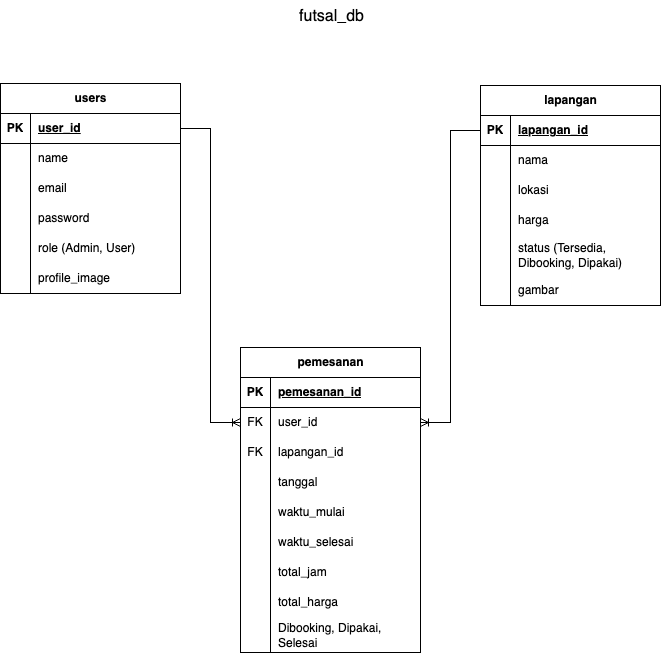 futsal_db
users
PK user_id
name
email
password
role (Admin, User)
profile_image
lapangan
PK lapangan_id
nama
lokasi
harga
status (Tersedia,
Dibooking, Dipakai)
gambar
pemesanan
PK pemesanan_id
FK user_id
FK lapangan_id
tanggal
waktu_mulai
waktu_selesai
total_jam
total_harga
Dibooking, Dipakai,
Selesai